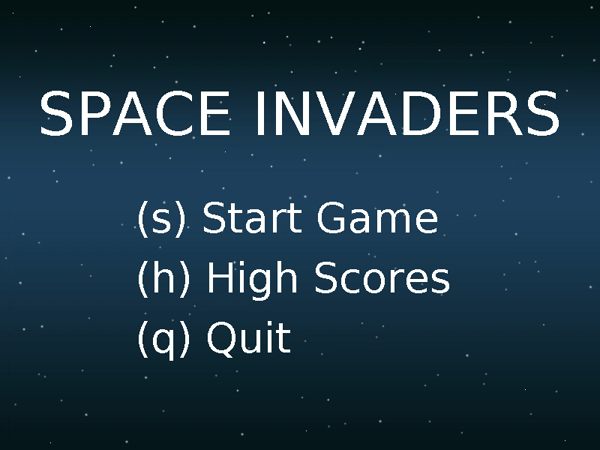 SPACE INVADERS
(s) Start Game
(h) High Scores
(q) Quit